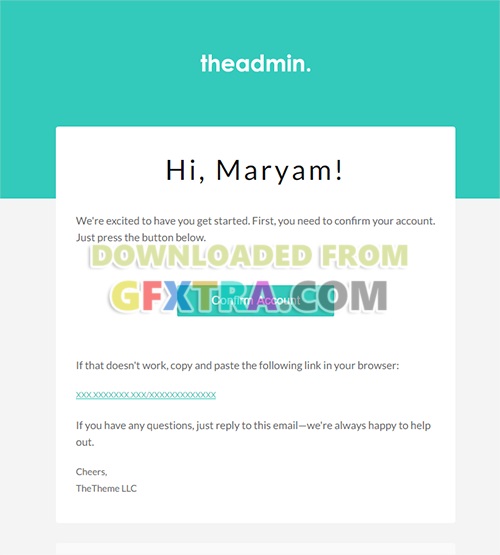 theadmin.
Hi, Maryam!
We're excited to have you get started. First, you need to confirm your account.
Just press the button below.
DOWNLOADED FROM
GFXTRA.COM
Confirm Account
If that doesn't work, copy and paste the following link in your browser:
XXX.XXXXXXX.XXX/XXXXXXXXXXXXX
If you have any questions, just reply to this email—we're always happy to help
out.
Cheers,
TheTheme LLC